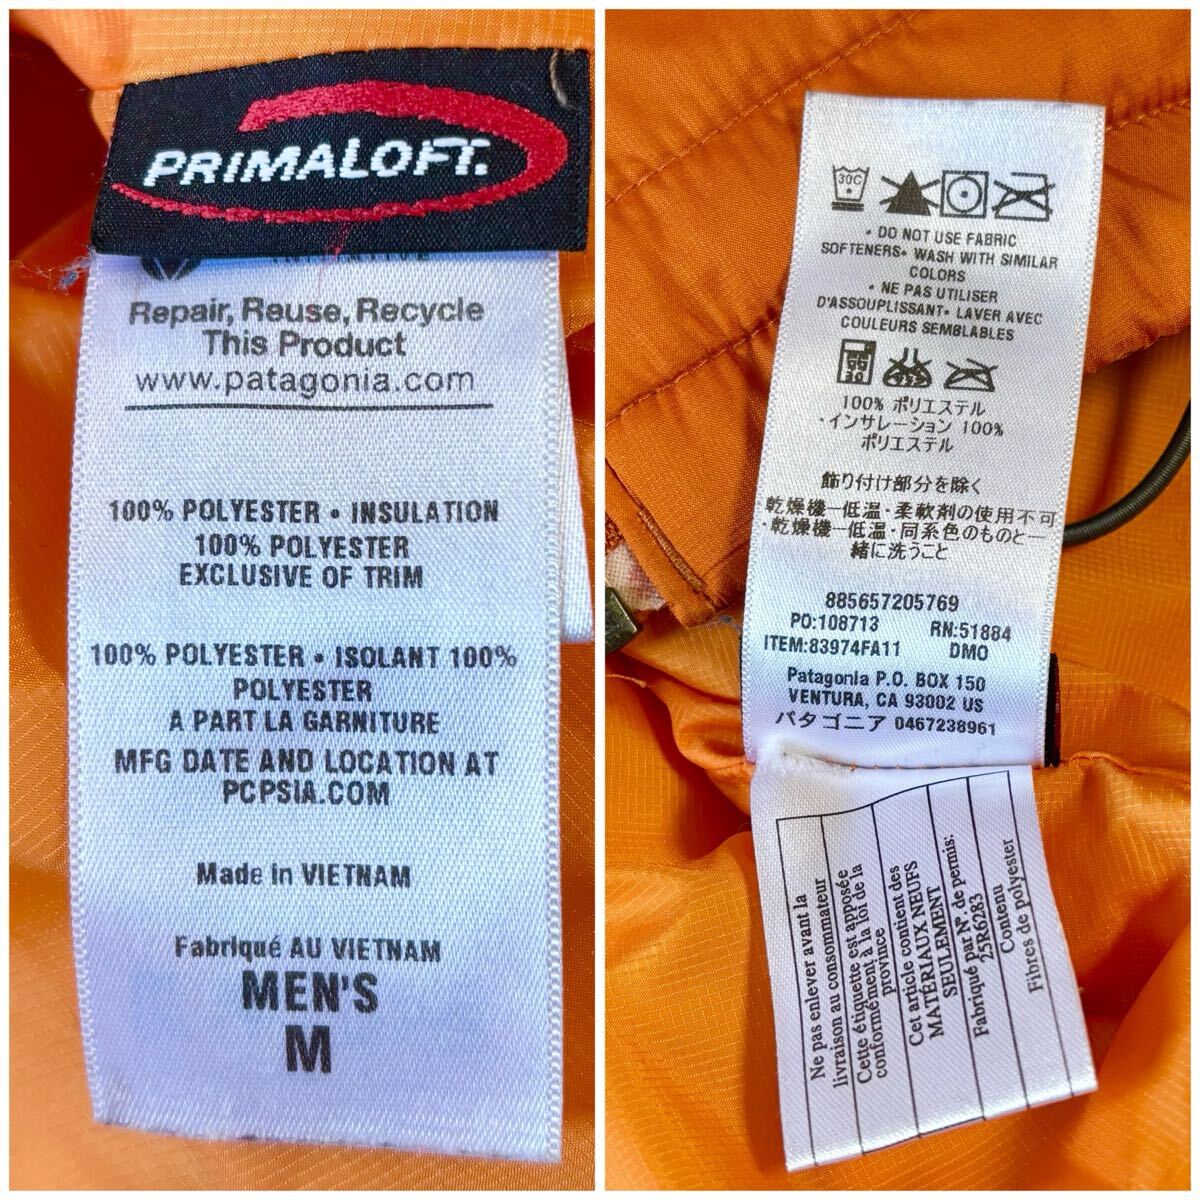 PRIMALOFT.
Repair, Reuse, Recycle
This Product
www.patagonia.com
100% POLYESTER • INSULATION
100% POLYESTER
EXCLUSIVE OF TRIM
100% POLYESTER • ISOLANT 100%
POLYESTER
A PART LA GARNITURE
MFG DATE AND LOCATION AT
PCPSIA.COM
Made in VIETNAM
Fabriqué AU VIETNAM
MEN'S
M
30C
• DO NOT USE FABRIC
SOFTENERS• WASH WITH SIMILAR
COLORS
• NE PAS UTILISER
D'ASSOUPLISSANT• LAVER AVEC
COULEURS SEMBLABLES
100% ポリエステル
・インサレーション 100%
ポリエステル
飾り付け部分を除く
乾燥機—低温・柔軟剤の使用不可
・乾燥機—低温・同系色のものと一
緒に洗うこと
885657205769
PO:108713 RN:51884
ITEM:83974FA11 DMO
Patagonia P.O. BOX 150
VENTURA, CA 93002 US
パタゴニア 0467238961
Ne pas enlever avant la
livraison au consommateur
Cette étiquette est apposée
conformément à la loi de la
province
Cet article contient des
MATÉRIAUX NEUFS
SEULEMENT
Fabriqué par Nº. de permis:
25R6283
Contenu
Fibres de polyester